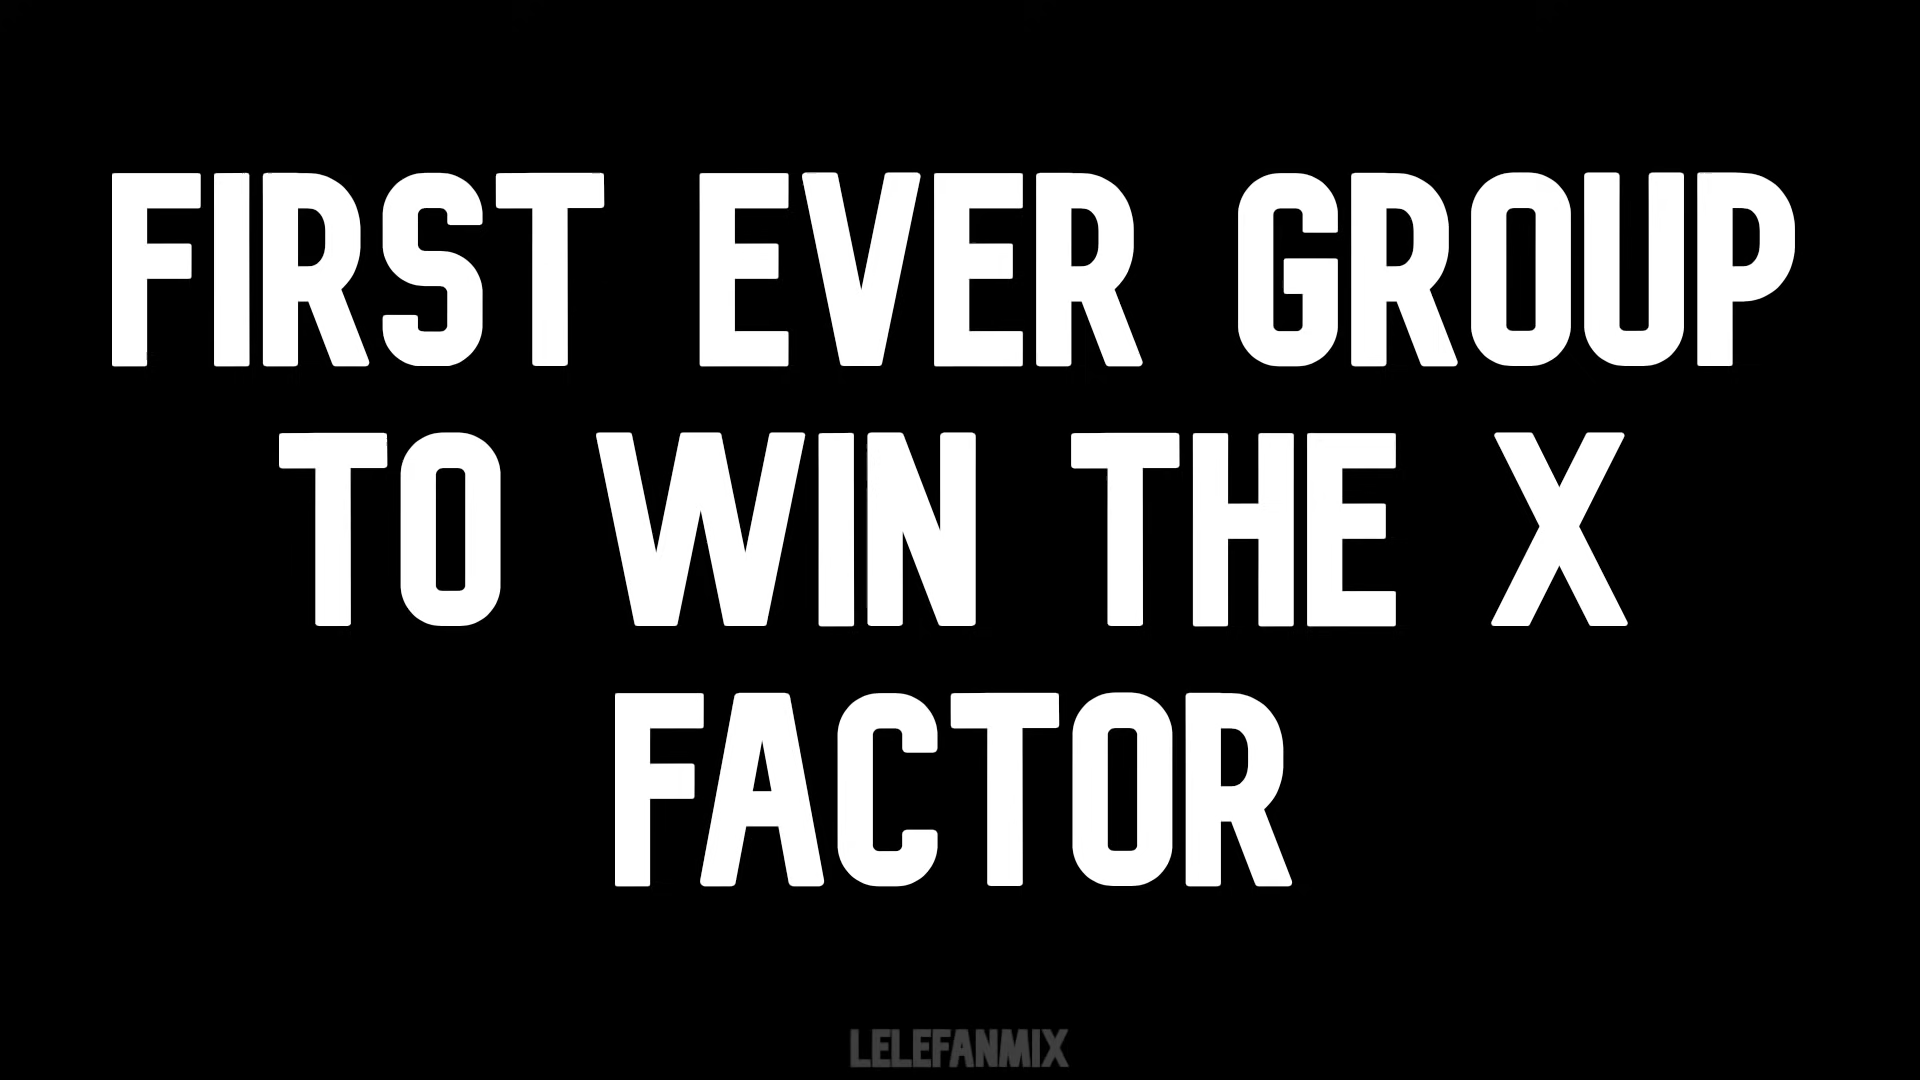 FIRST EVER GROUP
TO WIN THE X
FACTOR
LELEFANMIX